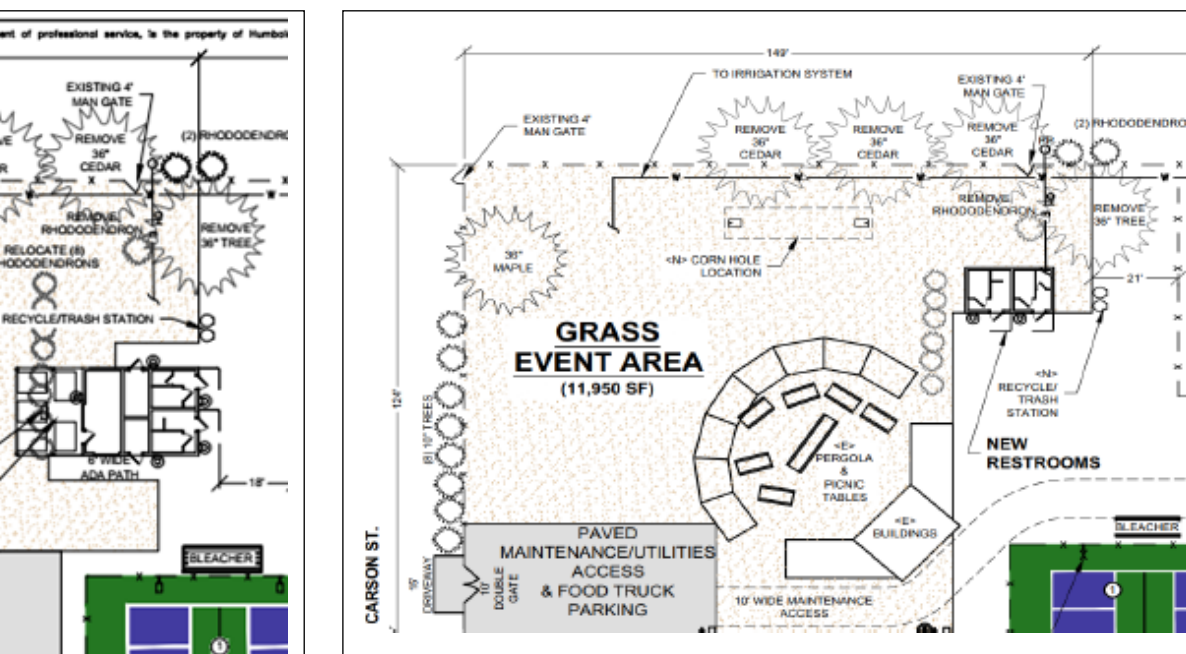 ent of professional service, is the property of Humbol
EXISTING 4'
MAN GATE
REMOVE
36"
CEDAR
(2) RHODODENDRO
REMOVE
RHODODENDRON
REMOVE
36" TREE
RELOCATE (8)
HODODENDRONS
RECYCLE/TRASH STATION
6' WIDE
ADA PATH
18'
BLEACHER
1
149'
TO IRRIGATION SYSTEM
EXISTING 4'
MAN GATE
EXISTING 4'
MAN GATE
REMOVE
36"
CEDAR
REMOVE
36"
CEDAR
REMOVE
36"
CEDAR
(2) RHODODENDRO
REMOVE
RHODODENDRON
REMOVE
36" TREE
36"
MAPLE
<N> CORN HOLE
LOCATION
21'
GRASS
EVENT AREA
(11,950 SF)
124'
(8) 10" TREES
<N>
RECYCLE/
TRASH
STATION
NEW
RESTROOMS
<E>
PERGOLA
&
PICNIC
TABLES
<E>
BUILDINGS
BLEACHER
CARSON ST.
PAVED
MAINTENANCE/UTILITIES
ACCESS
& FOOD TRUCK
PARKING
DRIVEWAY
10'
DOUBLE
GATE
10' WIDE MAINTENANCE
ACCESS
1